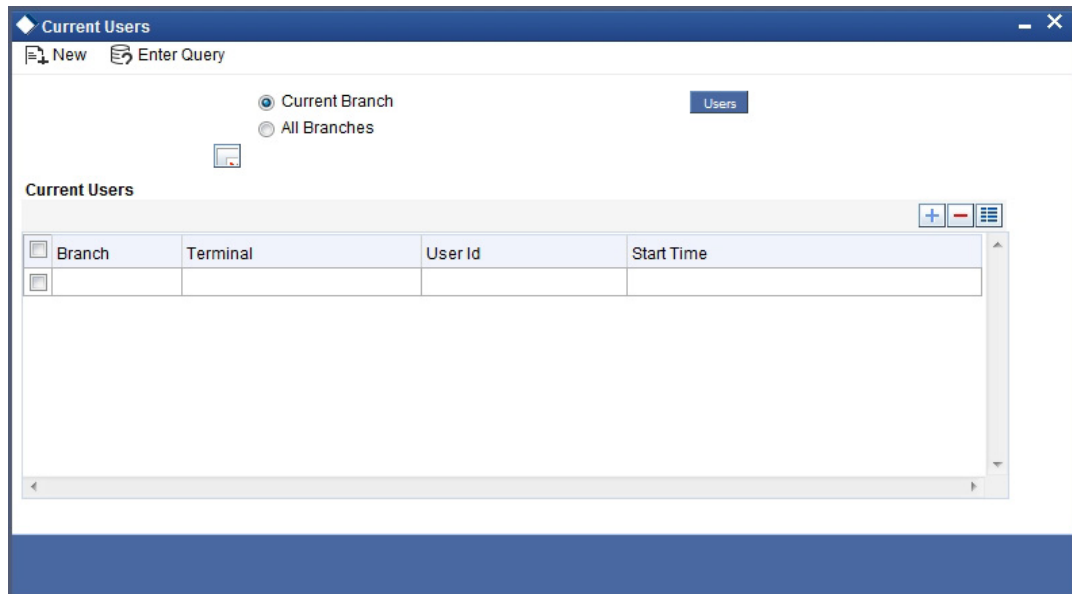 Current Users
New Enter Query
Current Branch Users
All Branches
Current Users
Branch Terminal User Id Start Time